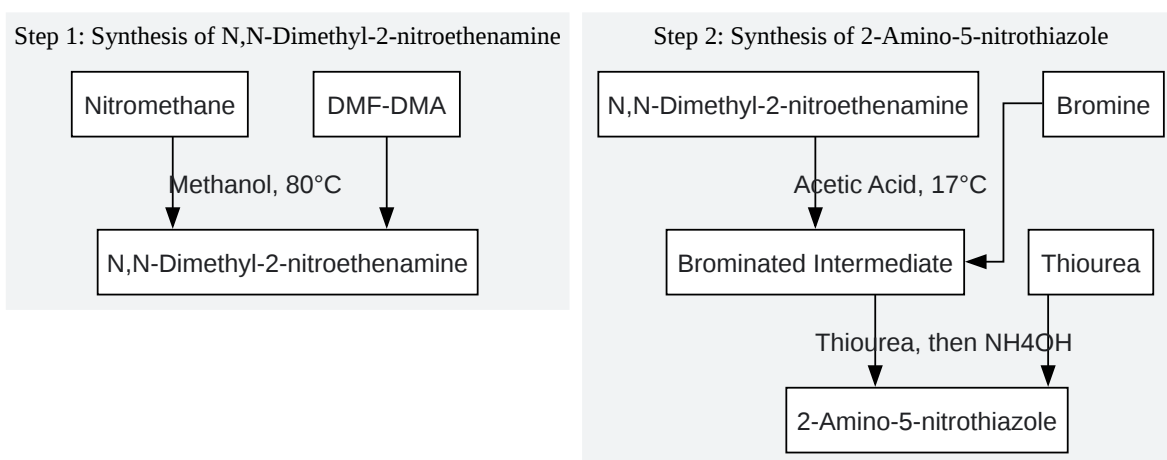 Step 1: Synthesis of N,N-Dimethyl-2-nitroethenamine
Nitromethane
DMF-DMA
Methanol, 80°C
N,N-Dimethyl-2-nitroethenamine
Step 2: Synthesis of 2-Amino-5-nitrothiazole
N,N-Dimethyl-2-nitroethenamine
Bromine
Acetic Acid, 17°C
Brominated Intermediate
Thiourea
Thiourea, then NH4OH
2-Amino-5-nitrothiazole